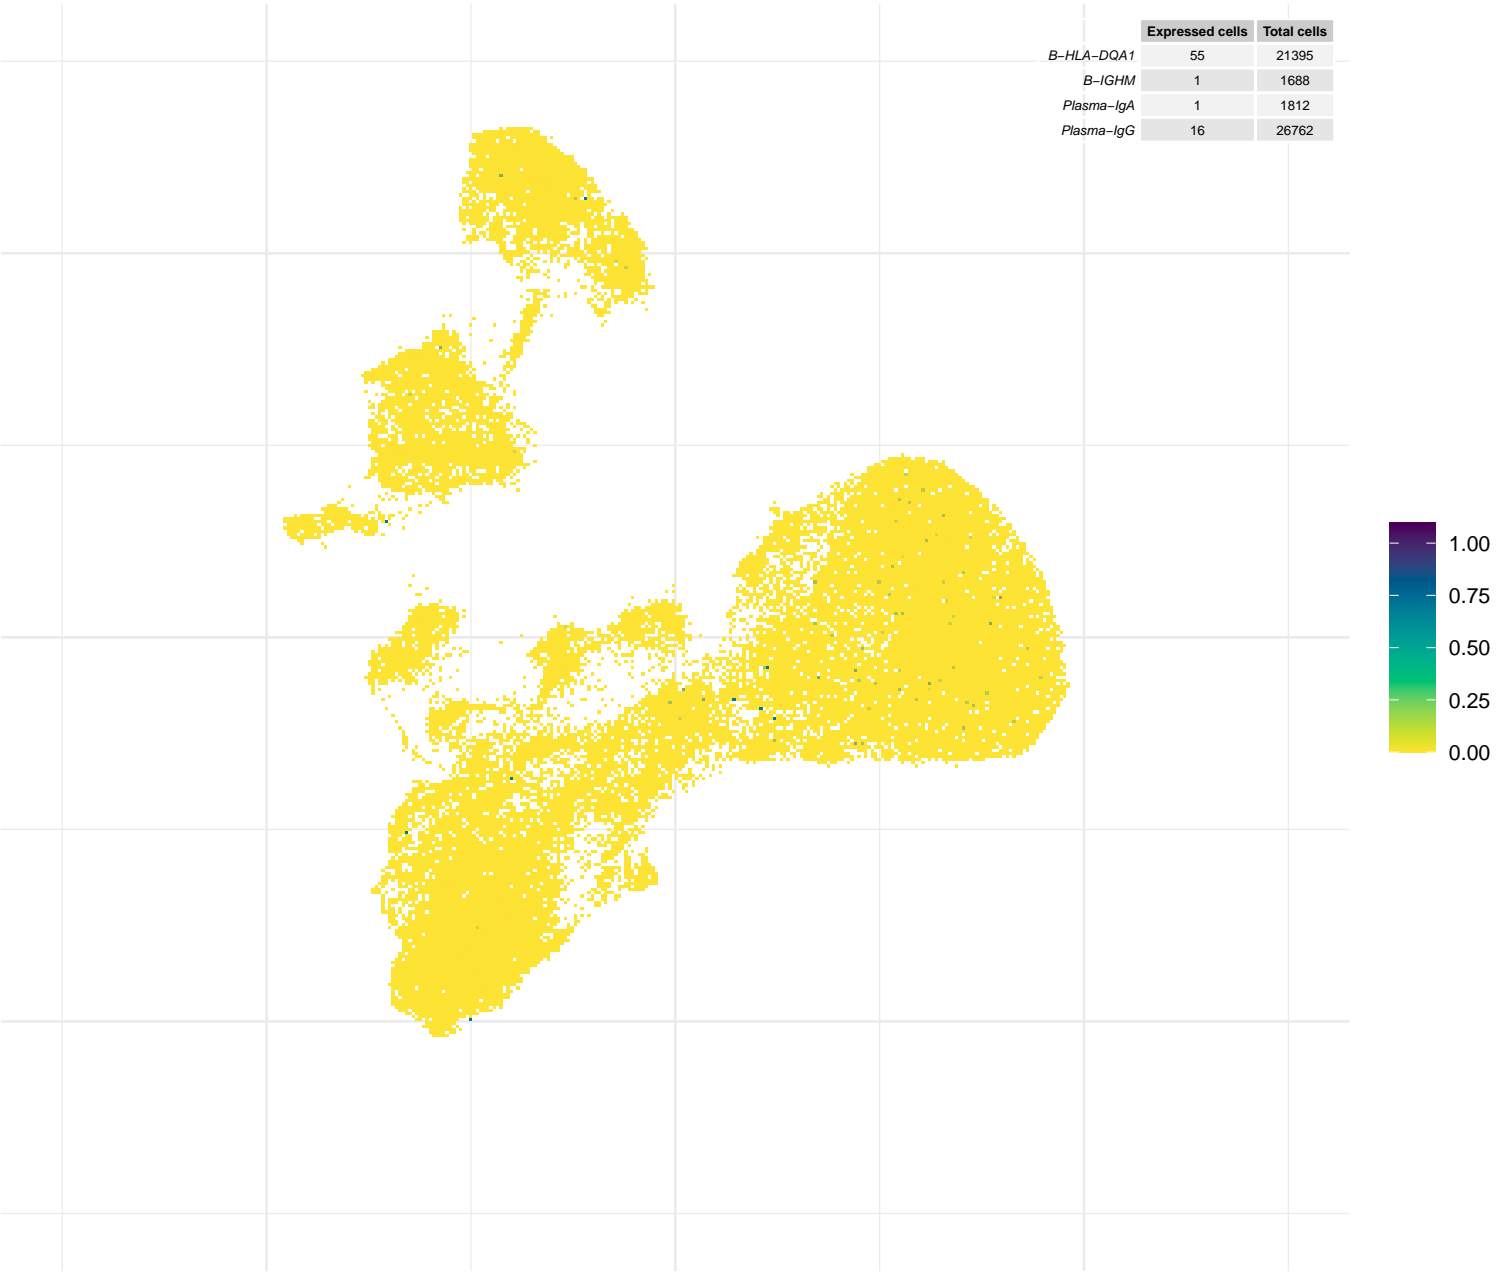 Expressed cells Total cells
B−HLA−DQA1 55 21395
B−IGHM 1 1688
Plasma−IgA 1 1812
Plasma−IgG 16 26762
1.00
0.75
0.50
0.25
0.00